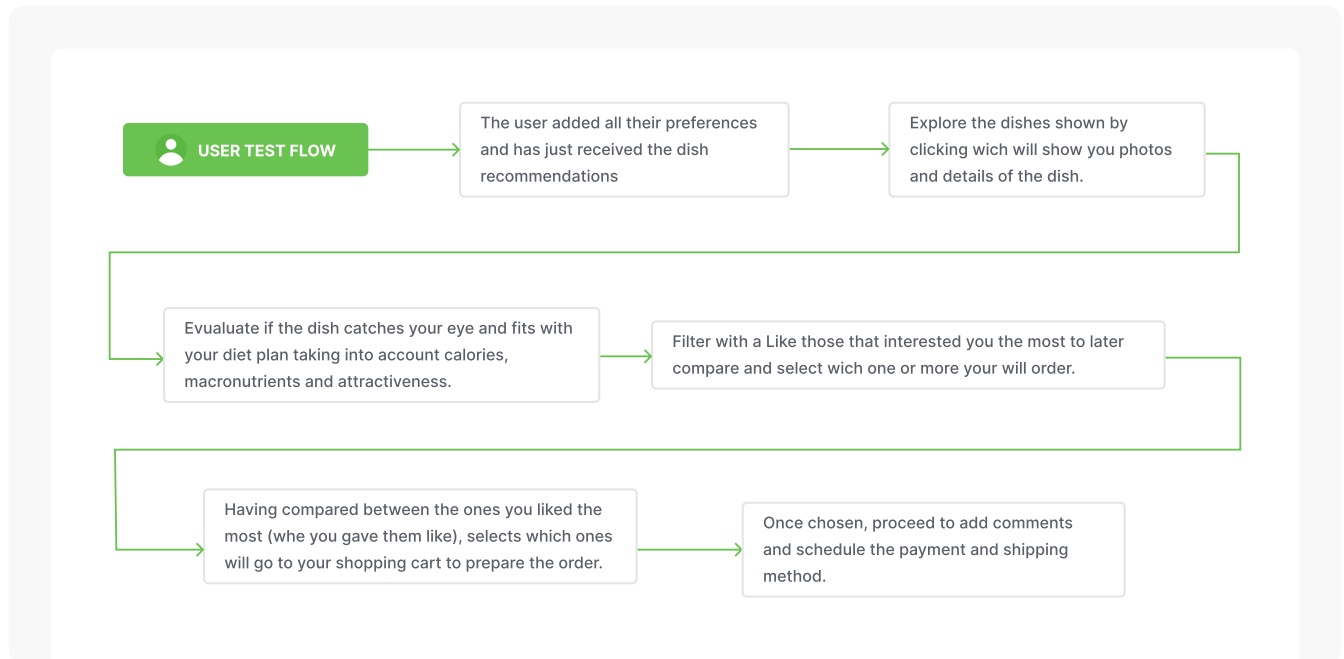 USER TEST FLOW
The user added all their preferences
and has just received the dish
recommendations
Explore the dishes shown by
clicking wich will show you photos
and details of the dish.
Evualuate if the dish catches your eye and fits with
your diet plan taking into account calories,
macronutrients and attractiveness.
Filter with a Like those that interested you the most to later
compare and select wich one or more your will order.
Having compared between the ones you liked the
most (whe you gave them like), selects which ones
will go to your shopping cart to prepare the order.
Once chosen, proceed to add comments
and schedule the payment and shipping
method.